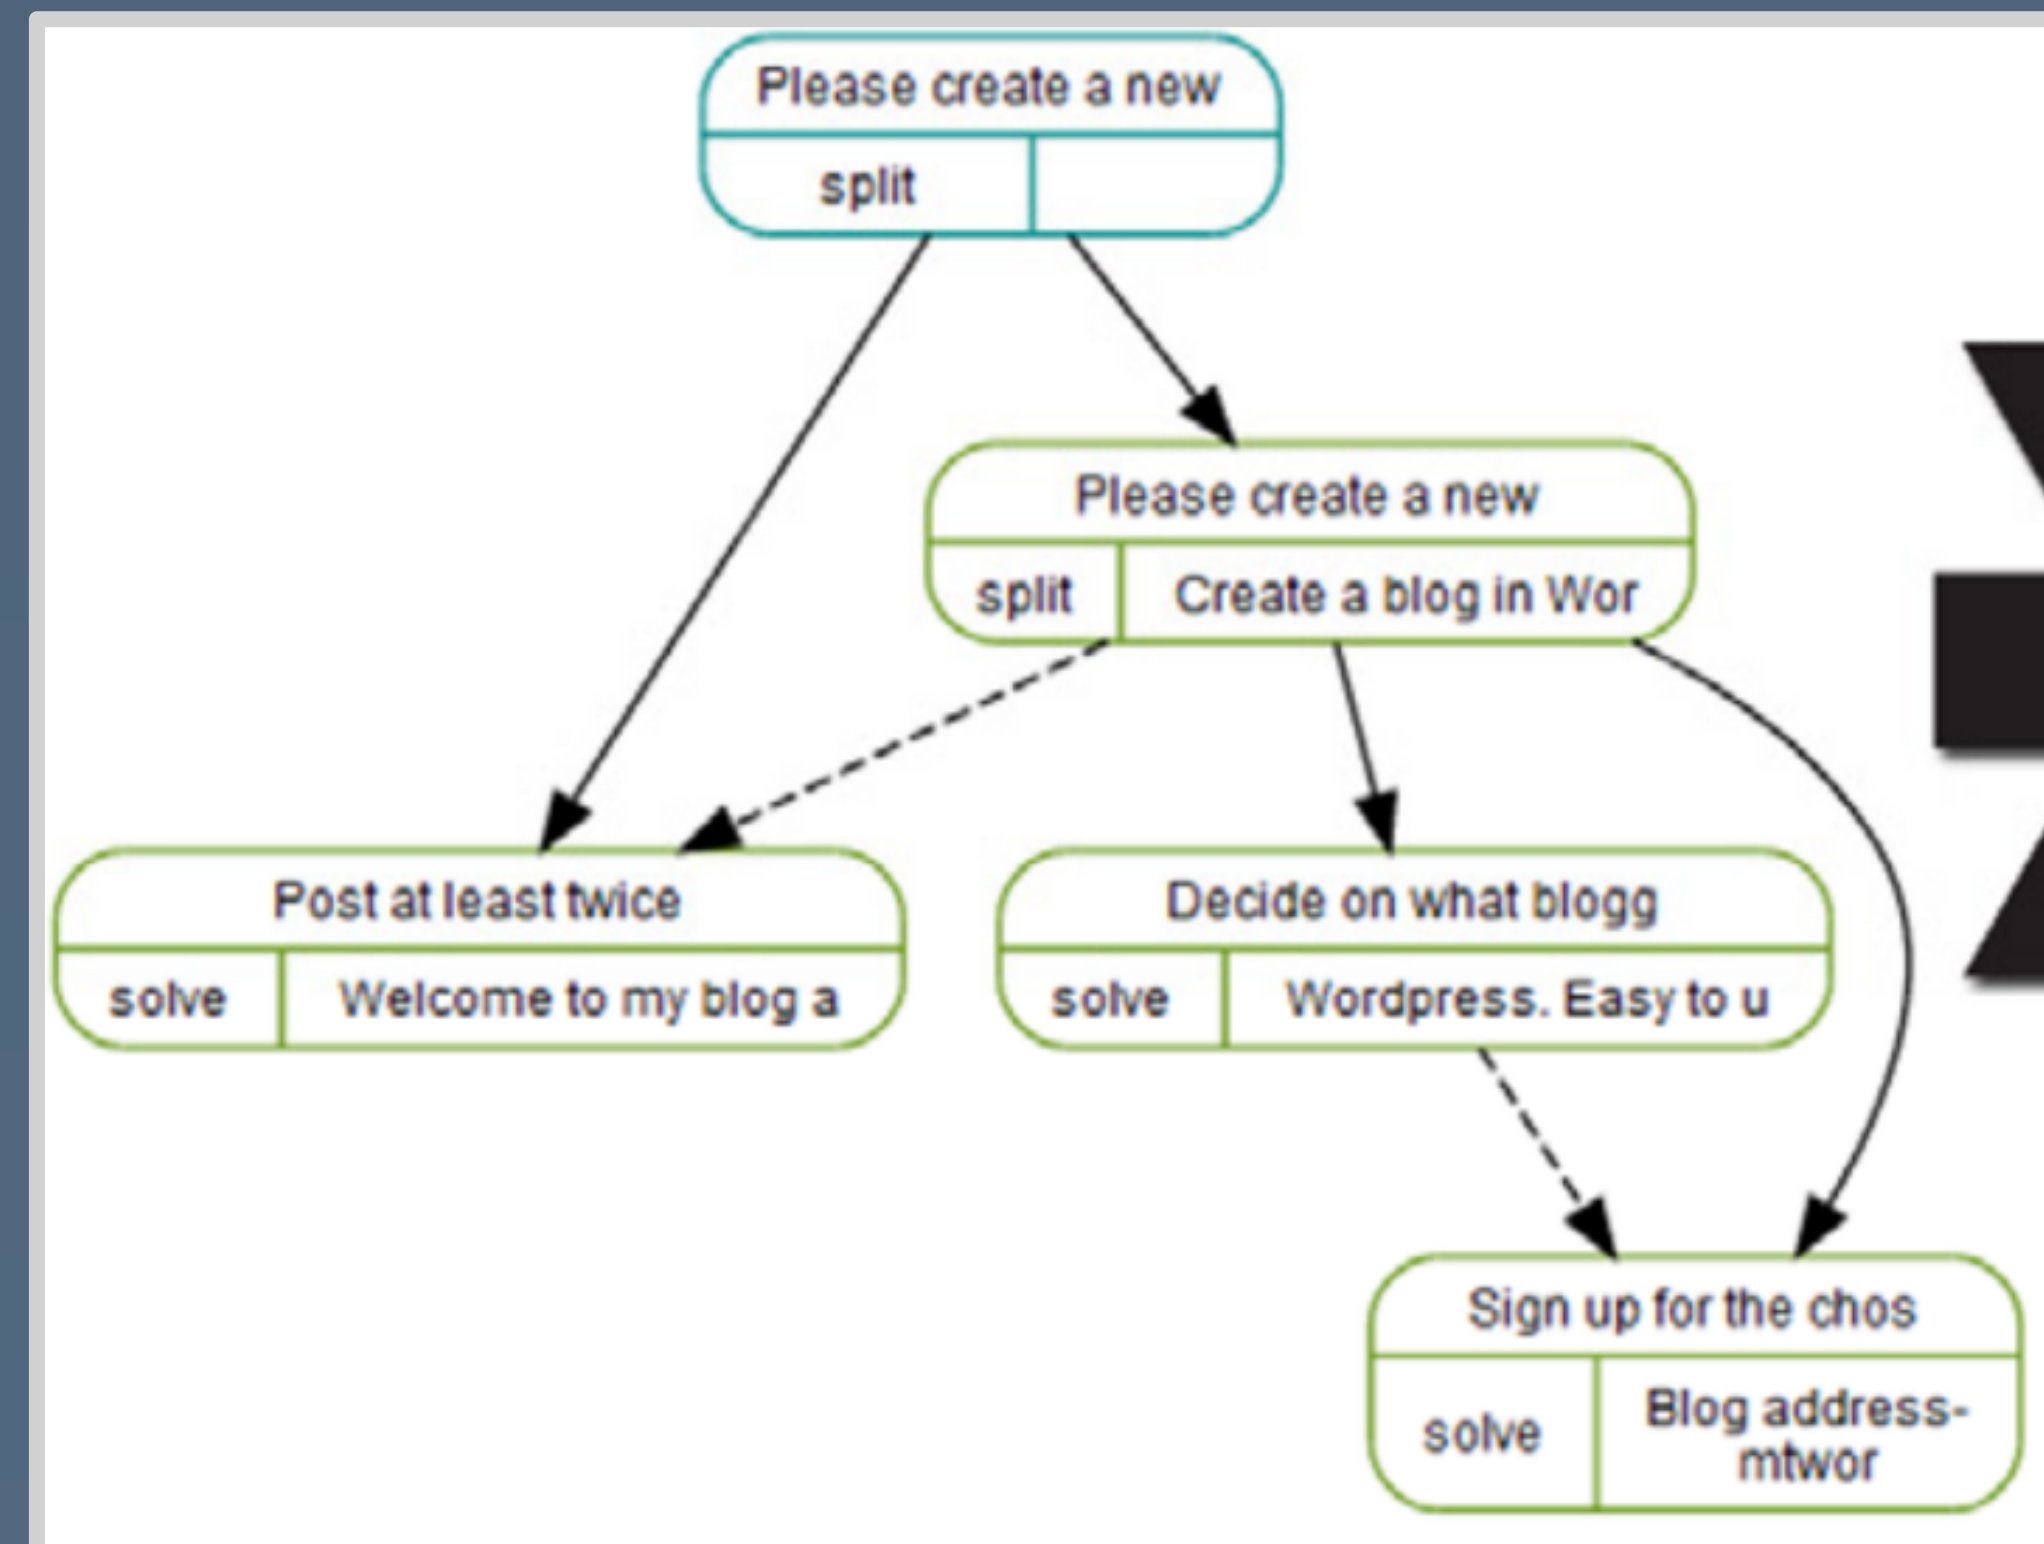 Please create a new
split
Please create a new
split
Create a blog in Wor
Post at least twice
solve
Welcome to my blog a
Decide on what blogg
solve
Wordpress. Easy to u
Sign up for the chos
solve
Blog address-
mtwor